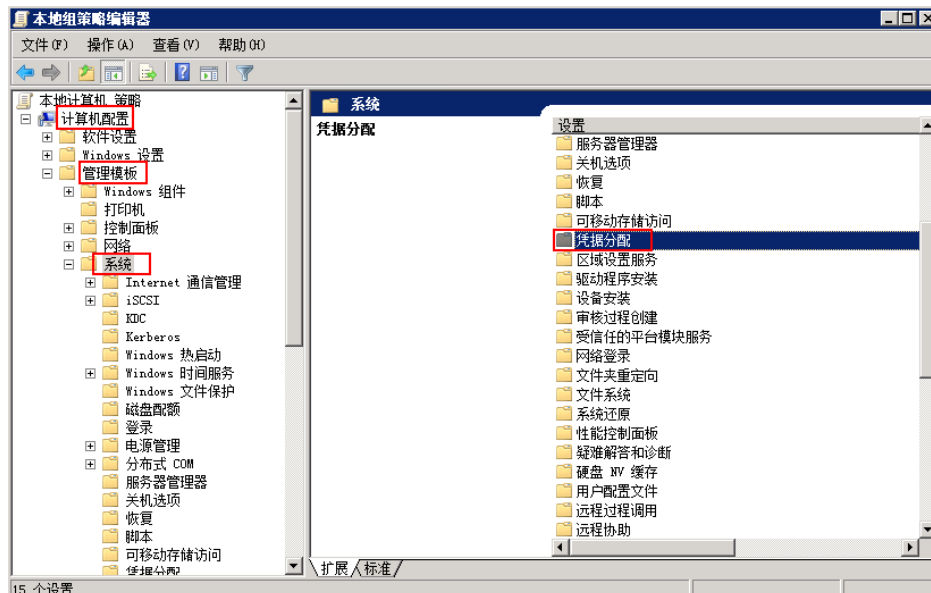 本地组策略编辑器
文件(F) 操作(A) 查看(V) 帮助(H)
本地计算机 策略
计算机配置
软件设置
Windows 设置
管理模板
Windows 组件
打印机
控制面板
网络
系统
Internet 通信管理
iSCSI
KDC
Kerberos
Windows 热启动
Windows 时间服务
Windows 文件保护
磁盘配额
登录
电源管理
分布式 COM
服务器管理器
关机选项
恢复
脚本
可移动存储访问
凭据分配
系统
凭据分配
设置
服务器管理器
关机选项
恢复
脚本
可移动存储访问
凭据分配
区域设置服务
驱动程序安装
设备安装
审核过程创建
受信任的平台模块服务
网络登录
文件夹重定向
文件系统
系统还原
性能控制面板
疑难解答和诊断
硬盘 NV 缓存
用户配置文件
远程过程调用
远程协助
扩展 标准
15 个设置